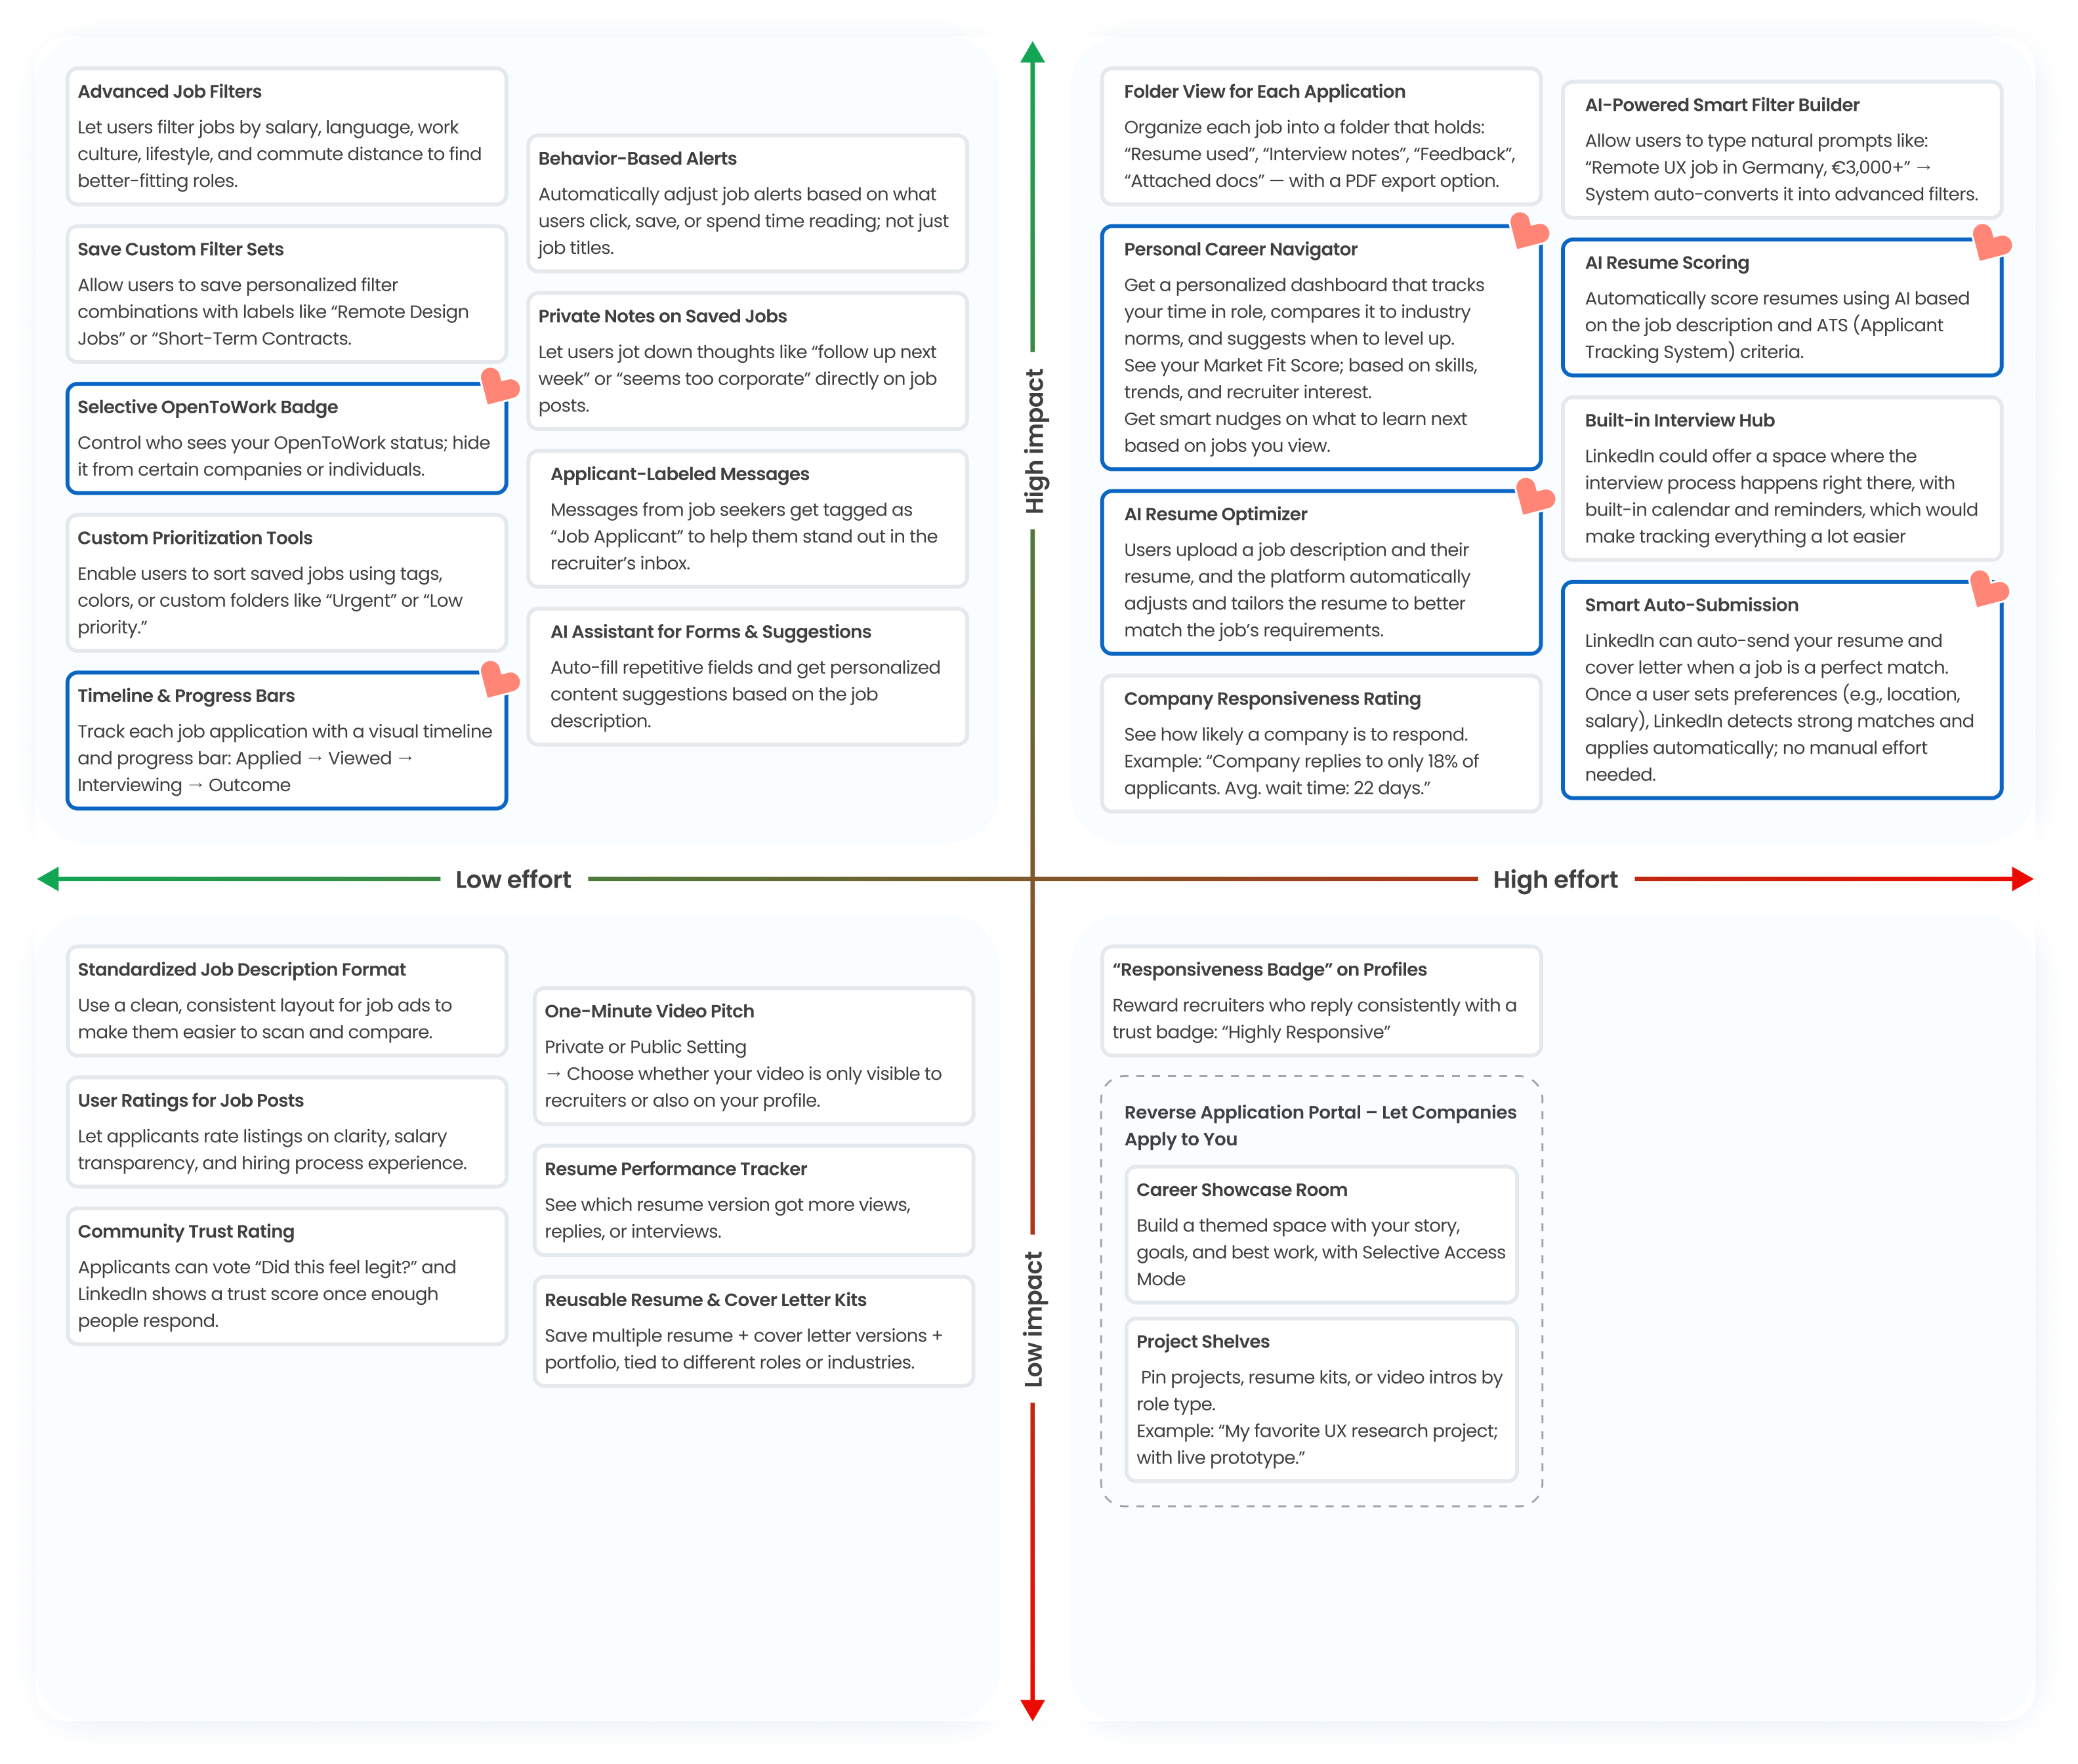 Advanced Job Filters
Let users filter jobs by salary, language, work
culture, lifestyle, and commute distance to find
better-fitting roles.
Save Custom Filter Sets
Allow users to save personalized filter
combinations with labels like “Remote Design
Jobs” or “Short-Term Contracts.
Selective OpenToWork Badge
Control who sees your OpenToWork status; hide
it from certain companies or individuals.
Custom Prioritization Tools
Enable users to sort saved jobs using tags,
colors, or custom folders like “Urgent” or “Low
priority.”
Timeline & Progress Bars
Track each job application with a visual timeline
and progress bar: Applied → Viewed →
Interviewing → Outcome
Behavior-Based Alerts
Automatically adjust job alerts based on what
users click, save, or spend time reading; not just
job titles.
Private Notes on Saved Jobs
Let users jot down thoughts like “follow up next
week” or “seems too corporate” directly on job
posts.
Applicant-Labeled Messages
Messages from job seekers get tagged as
“Job Applicant” to help them stand out in the
recruiter’s inbox.
AI Assistant for Forms & Suggestions
Auto-fill repetitive fields and get personalized
content suggestions based on the job
description.
High impact
Folder View for Each Application
Organize each job into a folder that holds:
“Resume used”, “Interview notes”, “Feedback”,
“Attached docs” — with a PDF export option.
Personal Career Navigator
Get a personalized dashboard that tracks
your time in role, compares it to industry
norms, and suggests when to level up.
See your Market Fit Score; based on skills,
trends, and recruiter interest.
Get smart nudges on what to learn next
based on jobs you view.
AI Resume Optimizer
Users upload a job description and their
resume, and the platform automatically
adjusts and tailors the resume to better
match the job’s requirements.
Company Responsiveness Rating
See how likely a company is to respond.
Example: “Company replies to only 18% of
applicants. Avg. wait time: 22 days.”
AI-Powered Smart Filter Builder
Allow users to type natural prompts like:
“Remote UX job in Germany, €3,000+” →
System auto-converts it into advanced filters.
AI Resume Scoring
Automatically score resumes using AI based
on the job description and ATS (Applicant
Tracking System) criteria.
Built-in Interview Hub
LinkedIn could offer a space where the
interview process happens right there, with
built-in calendar and reminders, which would
make tracking everything a lot easier
Smart Auto-Submission
LinkedIn can auto-send your resume and
cover letter when a job is a perfect match.
Once a user sets preferences (e.g., location,
salary), LinkedIn detects strong matches and
applies automatically; no manual effort
needed.
Low effort
High effort
Standardized Job Description Format
Use a clean, consistent layout for job ads to
make them easier to scan and compare.
User Ratings for Job Posts
Let applicants rate listings on clarity, salary
transparency, and hiring process experience.
Community Trust Rating
Applicants can vote “Did this feel legit?” and
LinkedIn shows a trust score once enough
people respond.
One-Minute Video Pitch
Private or Public Setting
→ Choose whether your video is only visible to
recruiters or also on your profile.
Resume Performance Tracker
See which resume version got more views,
replies, or interviews.
Reusable Resume & Cover Letter Kits
Save multiple resume + cover letter versions +
portfolio, tied to different roles or industries.
Low impact
“Responsiveness Badge” on Profiles
Reward recruiters who reply consistently with a
trust badge: “Highly Responsive”
Reverse Application Portal – Let Companies
Apply to You
Career Showcase Room
Build a themed space with your story,
goals, and best work, with Selective Access
Mode
Project Shelves
Pin projects, resume kits, or video intros by
role type.
Example: “My favorite UX research project;
with live prototype.”